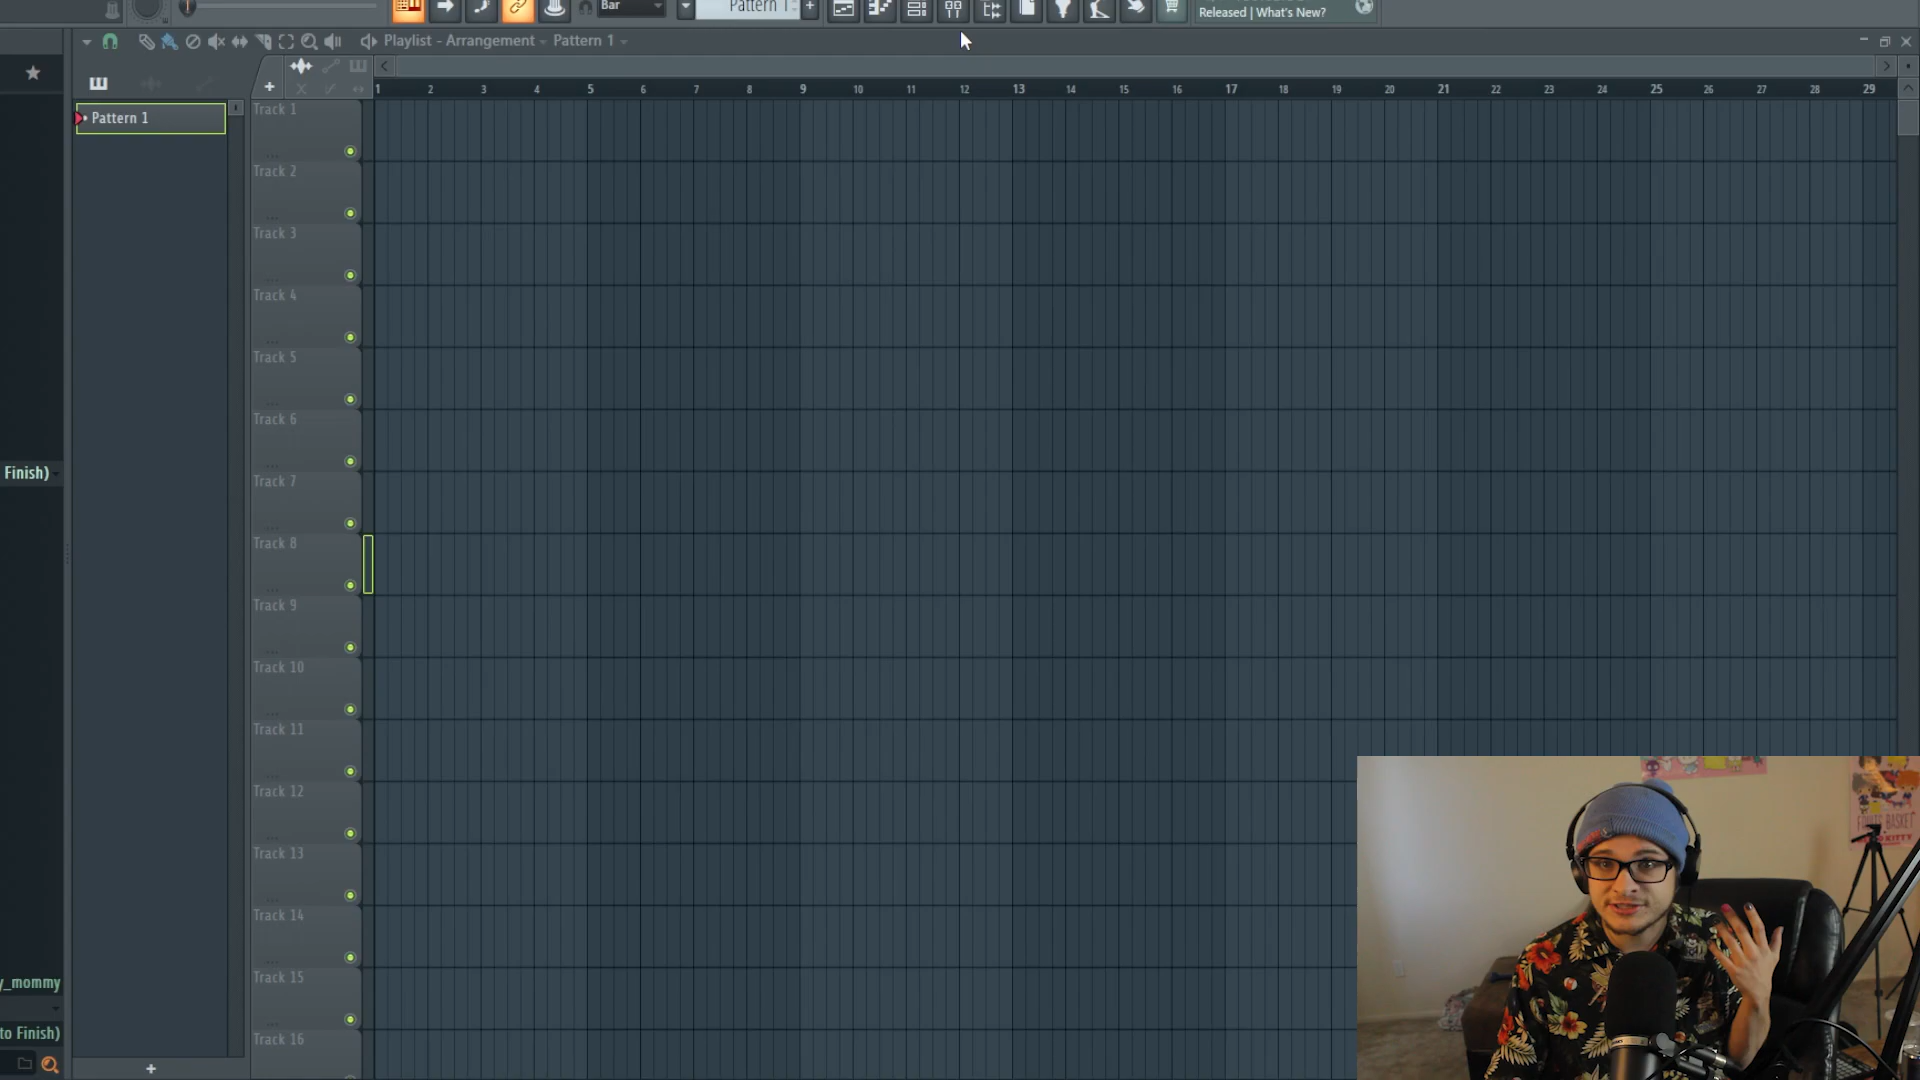 Bar
Pattern 1
Released | What's New?
Playlist - Arrangement
Pattern 1
1 2 3 4 5 6 7 8 9 10 11 12 13 14 15 16 17 18 19 20 21 22 23 24 25 26 27 28 29
Pattern 1
Track 1
Track 2
Track 3
Track 4
Track 5
Track 6
Track 7
Track 8
Track 9
Track 10
Track 11
Track 12
Track 13
Track 14
Track 15
Track 16
Finish)
y_mommy
to Finish)
FRUITS BASKET
KITTY